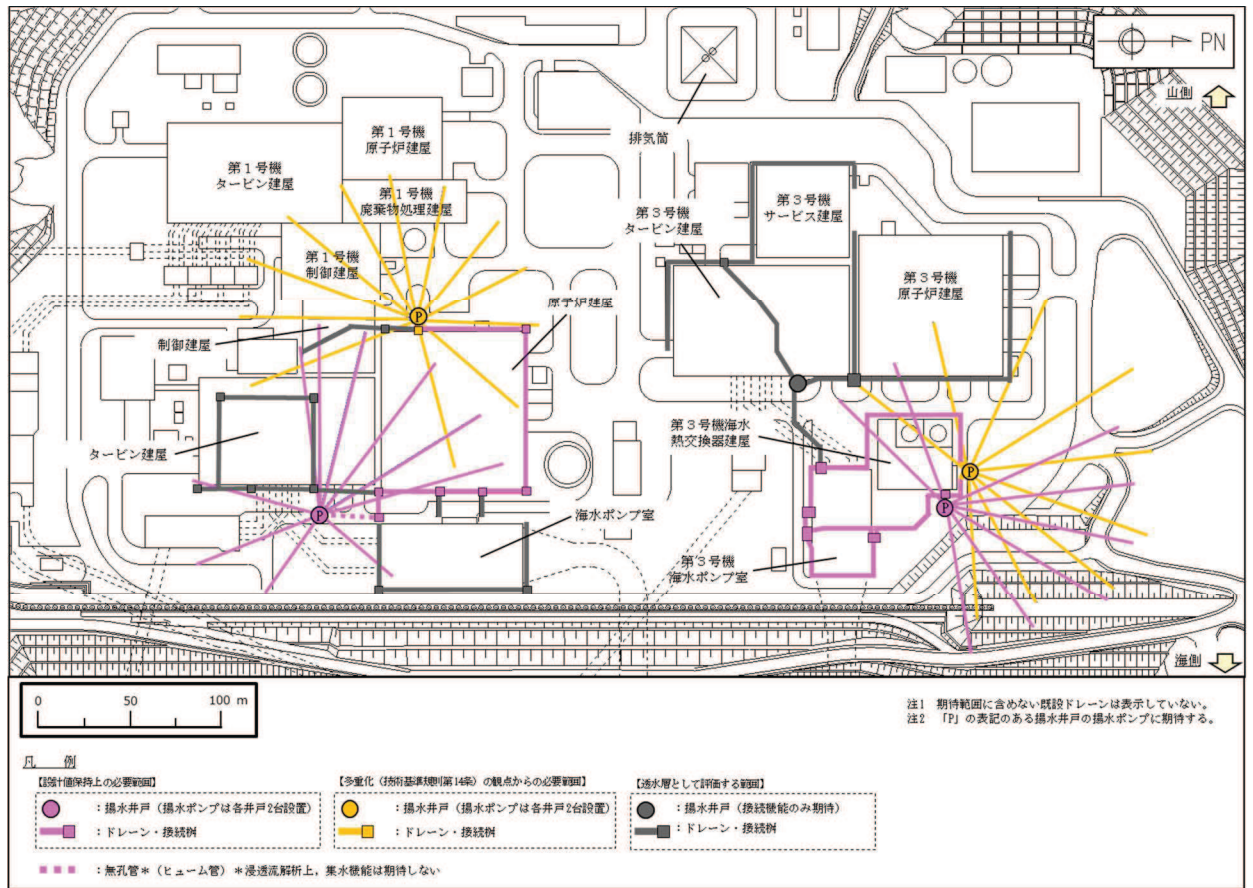 PN
山側
排気筒
第１号機
原子炉建屋
第１号機
タービン建屋
第１号機
廃棄物処理建屋
第３号機
サービス建屋
第３号機
タービン建屋
第１号機
制御建屋
第３号機
原子炉建屋
P
原子炉建屋
制御建屋
第３号機海水
熱交換器建屋
タービン建屋
P
P
P
海水ポンプ室
第３号機
海水ポンプ室
海側
0 50 100 m
注1 期待範囲に含めない既設ドレーンは表示していない。
注2 「P」の表記のある揚水井戸の揚水ポンプに期待する。
凡 例
【設計値保持上の必要範囲】
：揚水井戸（揚水ポンプは各井戸2台設置）
：ドレーン・接続桝
：無孔管＊（ヒューム管）＊浸透流解析上，集水機能は期待しない
【多重化（技術基準規則第14条）の観点からの必要範囲】
：揚水井戸（揚水ポンプは各井戸2台設置）
：ドレーン・接続桝
【透水層として評価する範囲】
：揚水井戸（接続機能のみ期待）
：ドレーン・接続桝